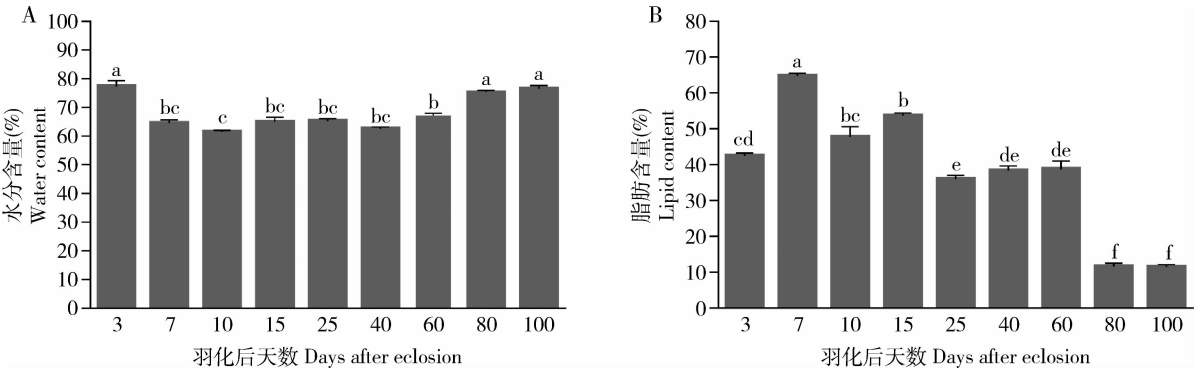 A
水分含量(%)
Water content
100
90
80
70
60
50
40
30
20
10
0
a
bc
c
bc
bc
bc
b
a
a
3 7 10 15 25 40 60 80 100
羽化后天数 Days after eclosion
B
脂肪含量(%)
Lipid content
80
70
60
50
40
30
20
10
0
cd
a
bc
b
e
de
de
f
f
3 7 10 15 25 40 60 80 100
羽化后天数 Days after eclosion